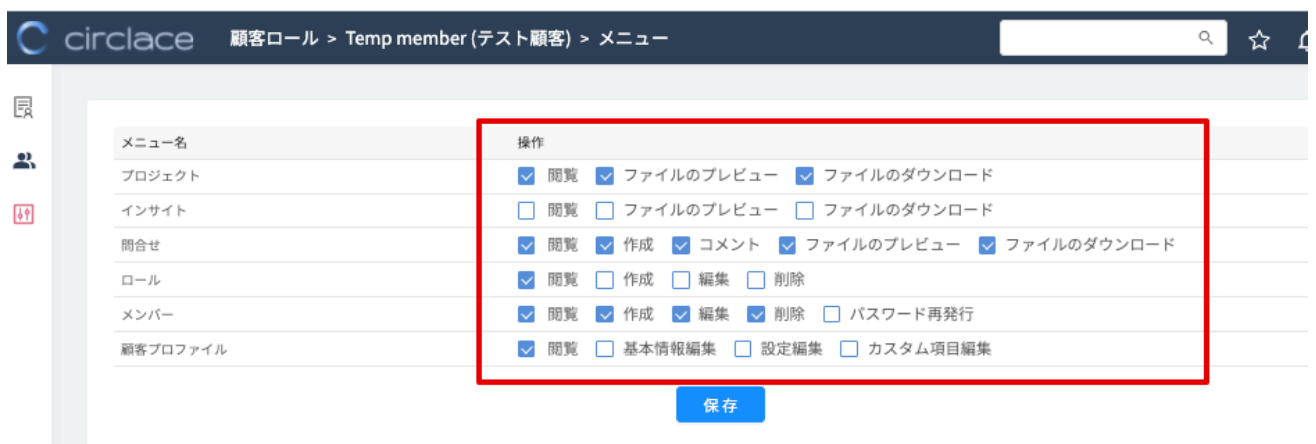 circlace 顧客ロール > Temp member (テスト顧客) > メニュー
メニュー名 操作
プロジェクト 閲覧 ファイルのプレビュー ファイルのダウンロード
インサイト 閲覧 ファイルのプレビュー ファイルのダウンロード
問合せ 閲覧 作成 コメント ファイルのプレビュー ファイルのダウンロード
ロール 閲覧 作成 編集 削除
メンバー 閲覧 作成 編集 削除 パスワード再発行
顧客プロファイル 閲覧 基本情報編集 設定編集 カスタム項目編集
保存